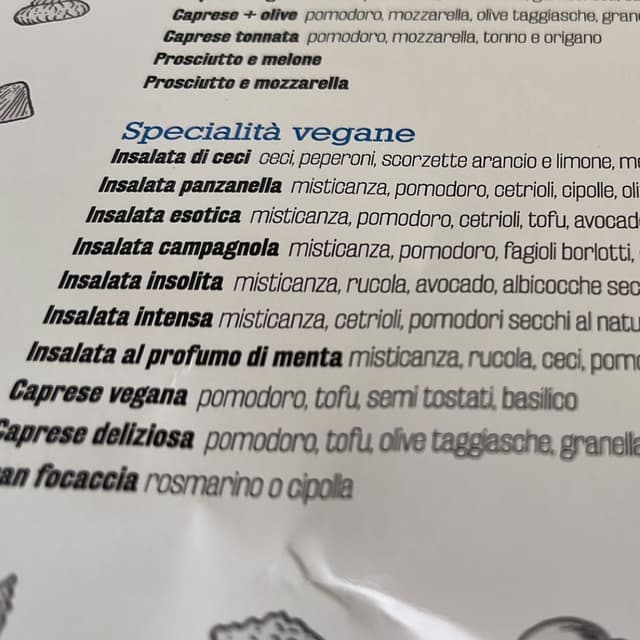 Caprese + olive pomodoro, mozzarella, olive taggiasche,
Caprese tonnata pomodoro, mozzarella, tonno e origano
Prosciutto e melone
Prosciutto e mozzarella
Specialità vegane
Insalata di ceci ceci, peperoni, scorzette arancio e limone,
Insalata panzanella misticanza, pomodoro, cetrioli, cipolle,
Insalata esotica misticanza, pomodoro, cetrioli, tofu,
Insalata campagnola misticanza, pomodoro, fagioli borlotti,
Insalata insolita misticanza, rucola, avocado, albicocche
Insalata intensa misticanza, cetrioli, pomodori secchi al
Insalata al profumo di menta misticanza, rucola, ceci,
Caprese vegana pomodoro, tofu, semi tostati, basilico
Caprese deliziosa pomodoro, tofu, olive taggiasche, granella
focaccia rosmarino o cipolla